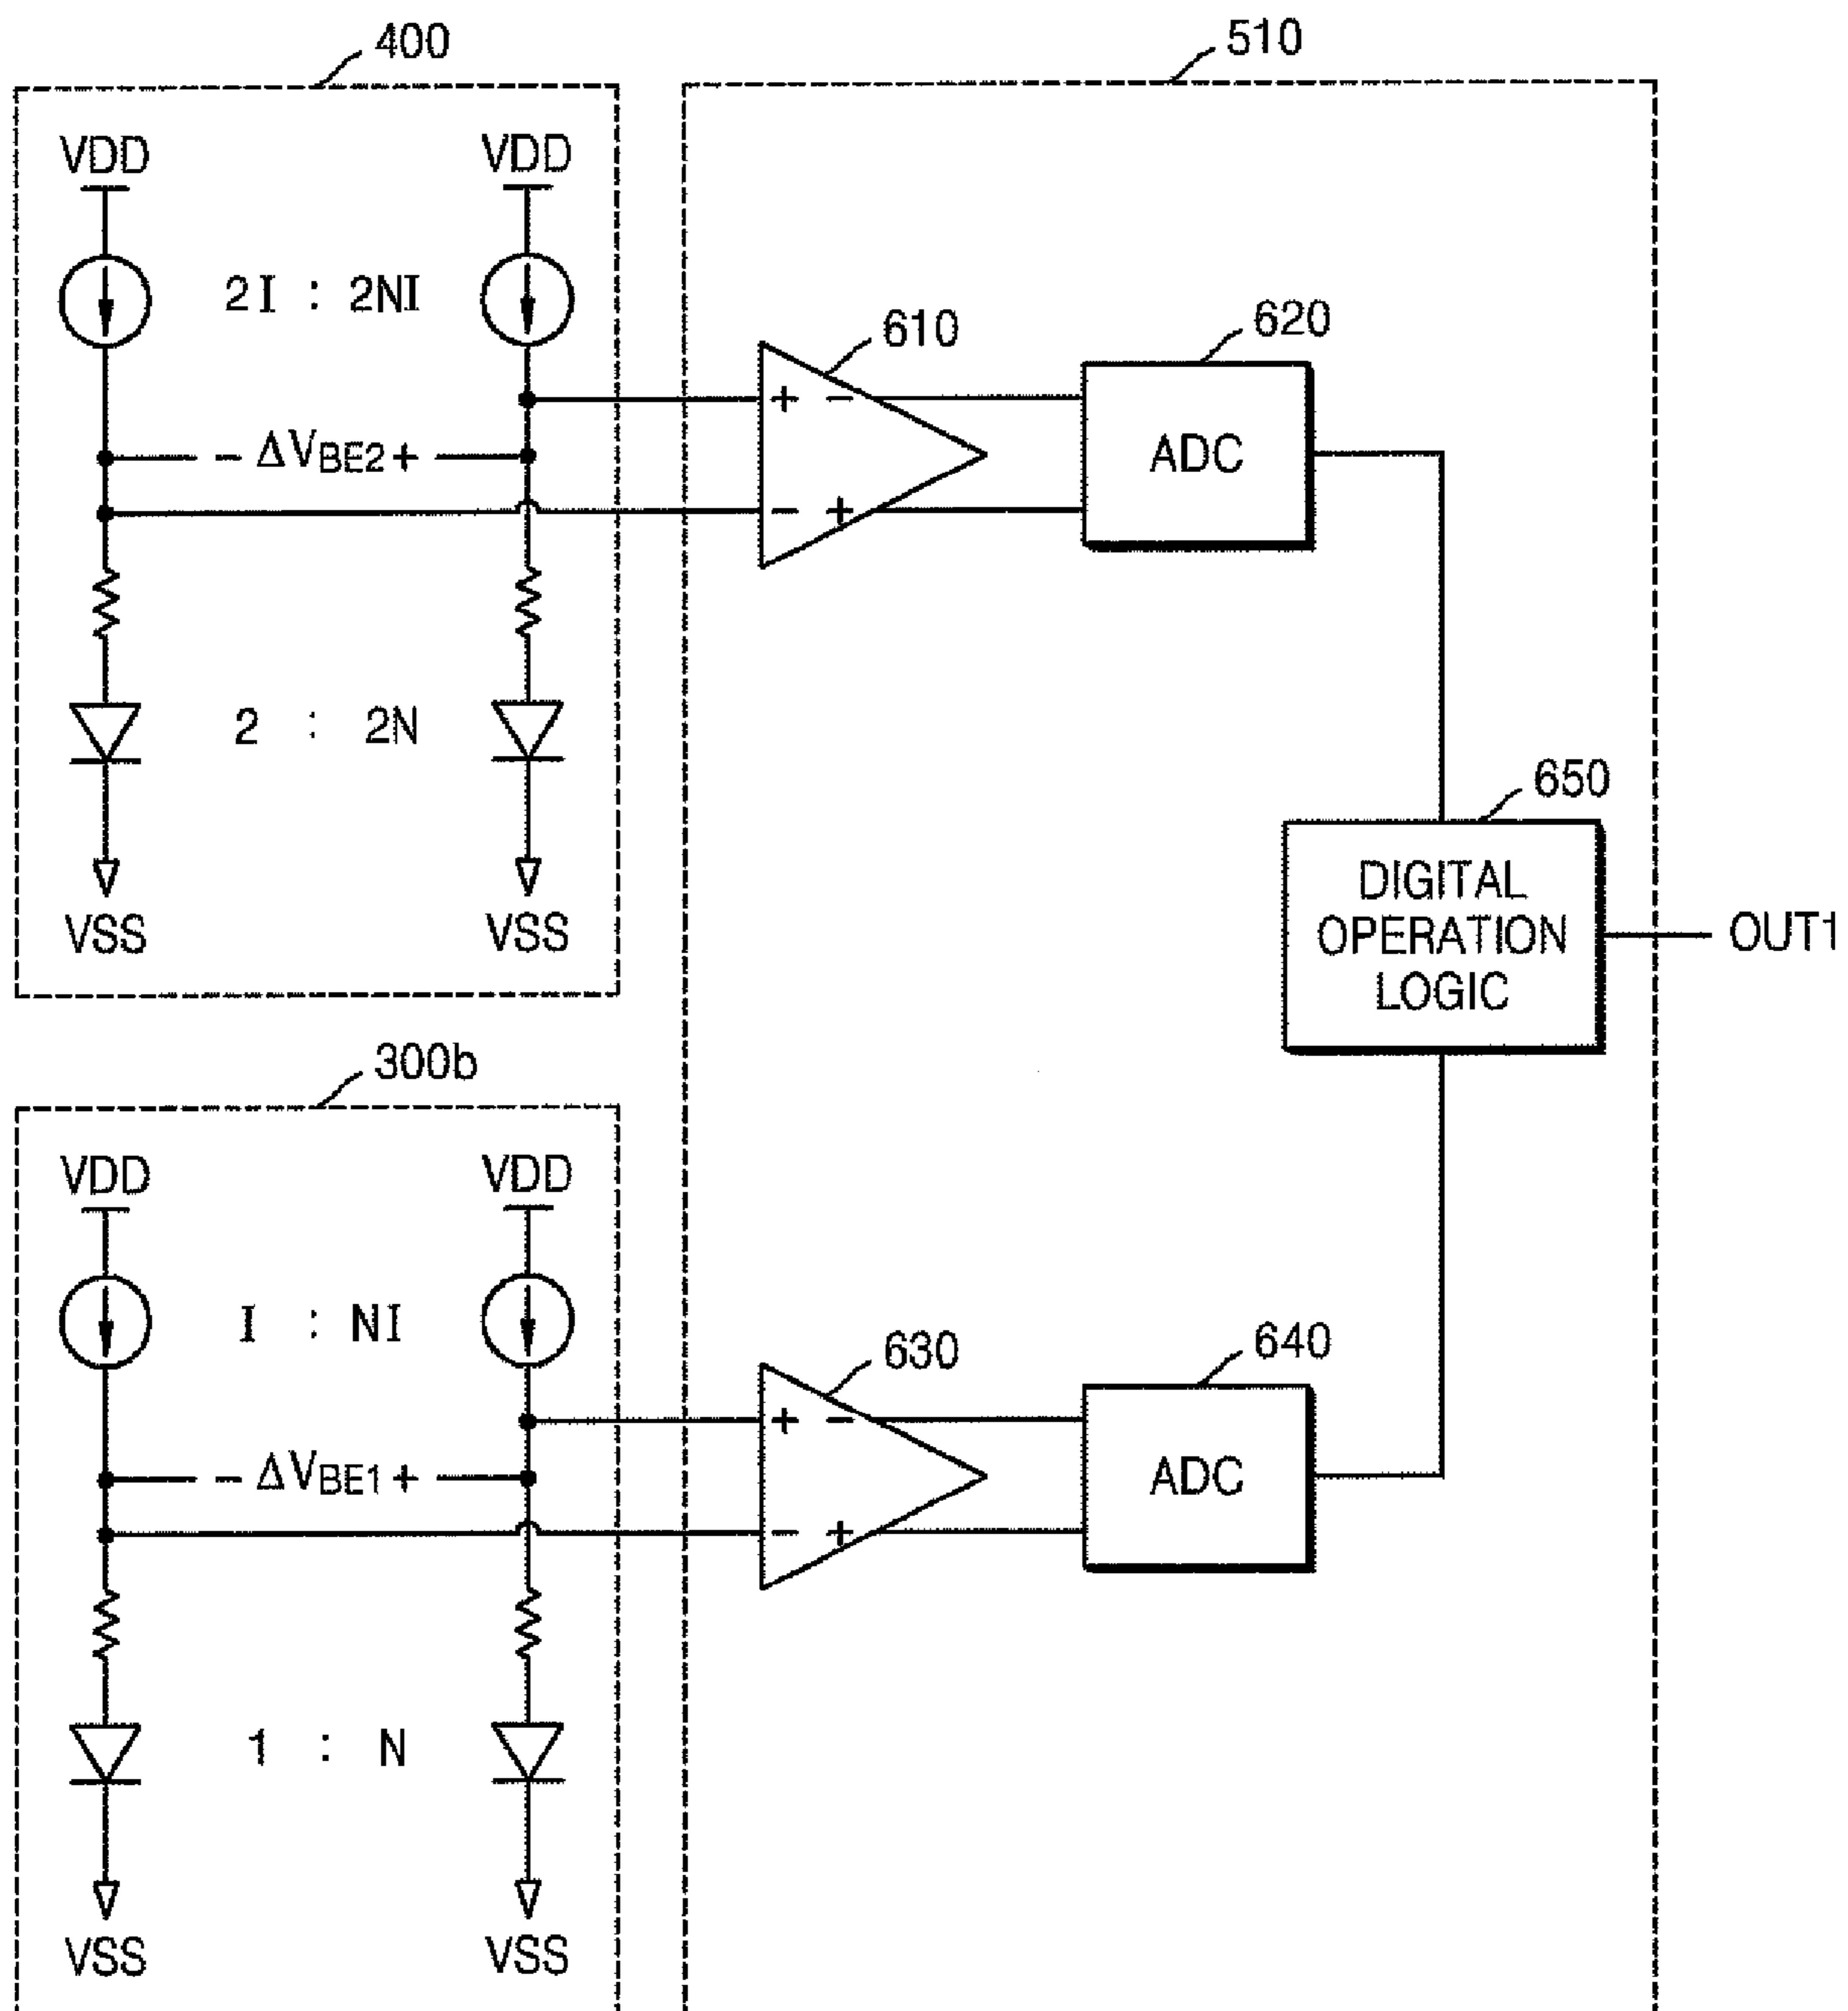 400
510
VDD VDD
2I : 2NI
610
620
+ -
- ΔVBE2 +
ADC
- +
2 : 2N
650
VSS VSS
DIGITAL
OPERATION
LOGIC
OUT1
300b
VDD VDD
I : NI
630
640
+ -
- ΔVBE1 +
ADC
- +
1 : N
VSS VSS